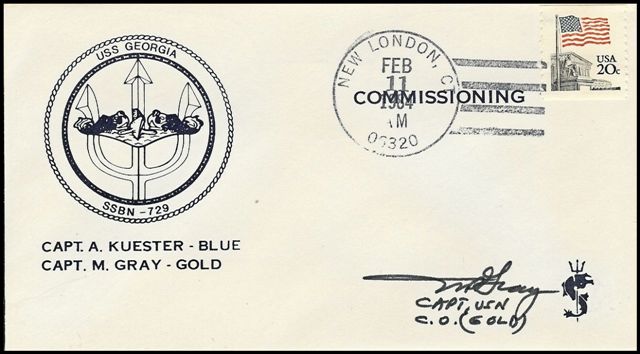 USS GEORGIA
SSBN-729
CAPT. A. KUESTER - BLUE
CAPT. M. GRAY - GOLD
NEW LONDON, CT
FEB
11
1984
AM
06320
COMMISSIONING
USA
20c
M Gray
CAPT, USN
C.O. (GOLD)